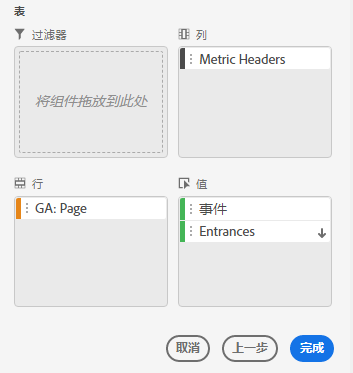 表
过滤器
列
将组件拖放到此处
Metric Headers
行
值
GA: Page
事件
Entrances
取消
上一步
完成